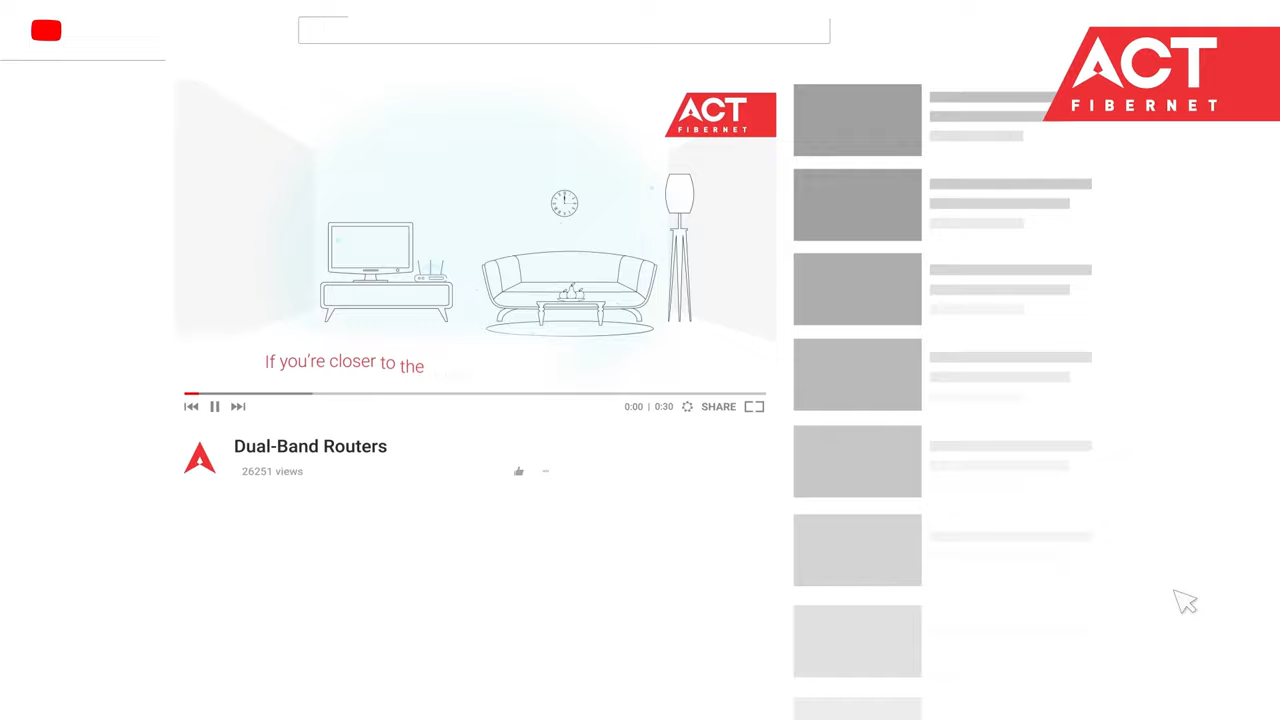 ACT
FIBERNET
ACT
FIBERNET
If you're closer to the
0:00 | 0:30
SHARE
Dual-Band Routers
26251 views